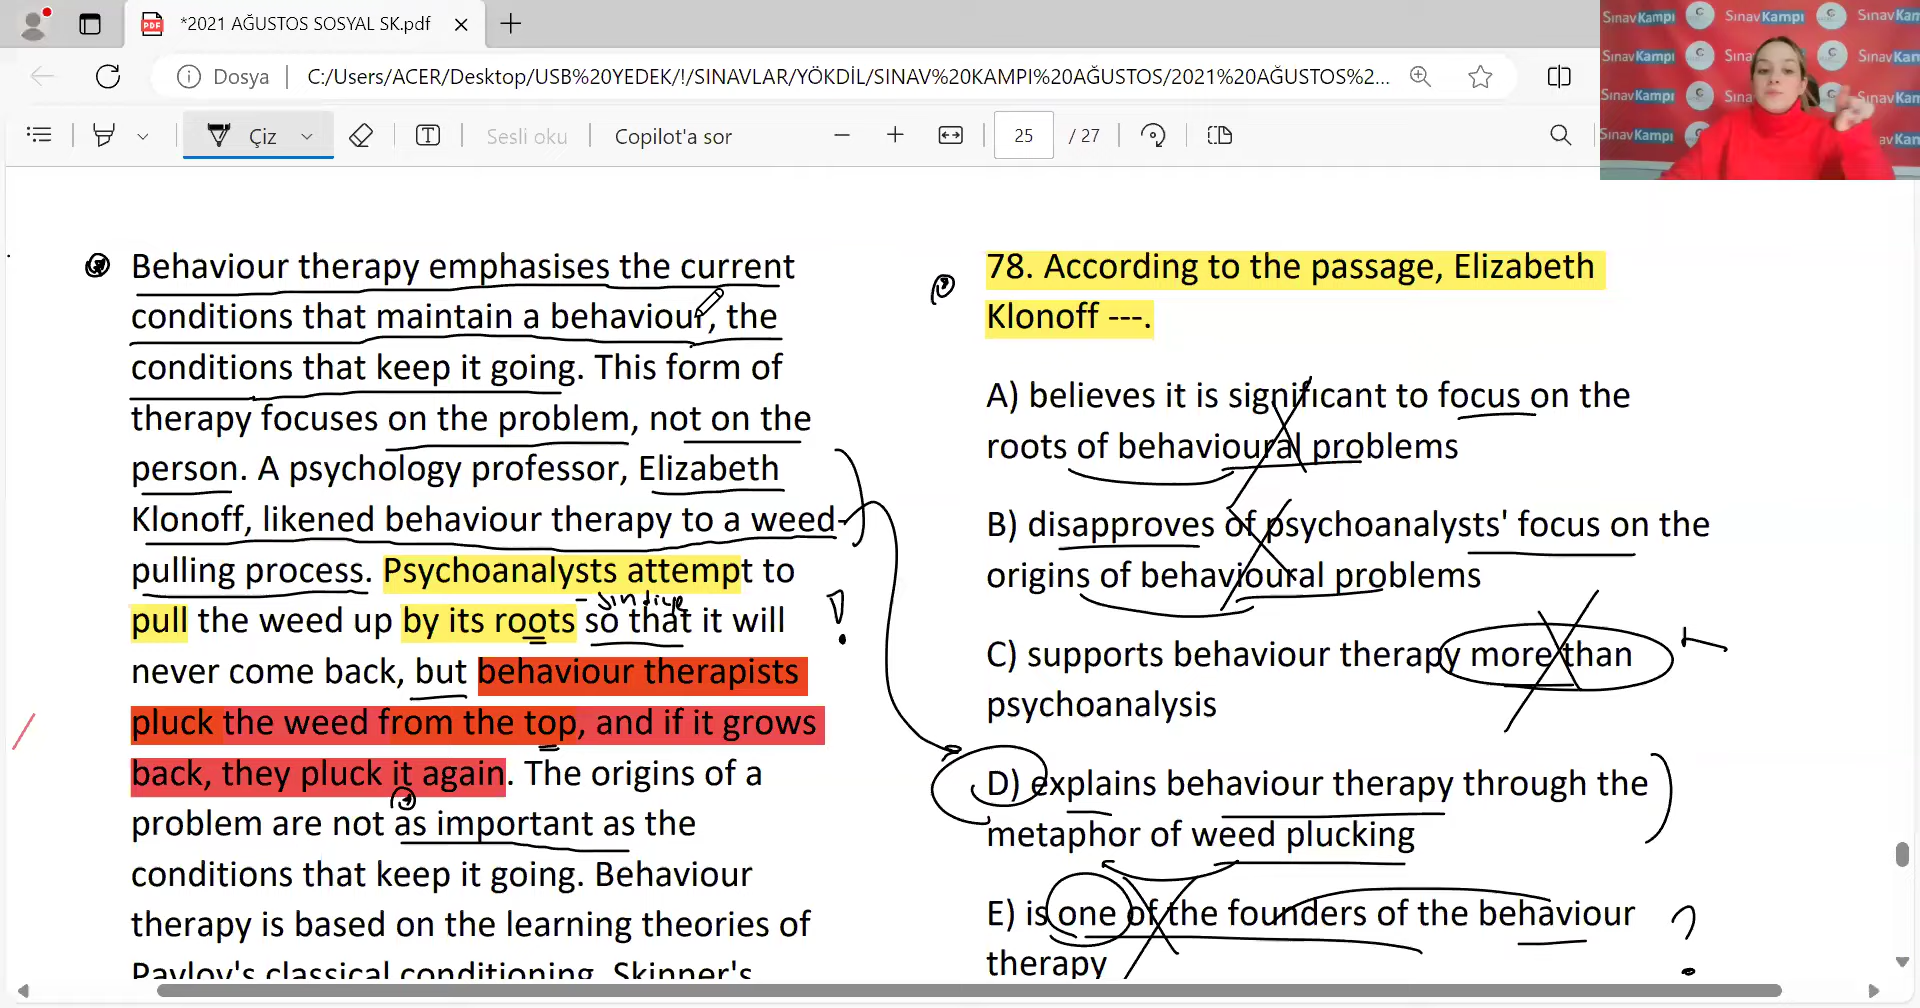 *2021 AĞUSTOS SOSYAL SK.pdf
Dosya
C:/Users/ACER/Desktop/USB%20YEDEK/!/SINAVLAR/YÖKDİL/SINAV%20KAMPI%20AĞUSTOS/2021%20AĞUSTOS%2...
Çiz
Sesli oku
Copilot'a sor
25 / 27
SınavKampı SınavKampı SınavKam
Behaviour therapy emphasises the current
conditions that maintain a behaviour, the
conditions that keep it going. This form of
therapy focuses on the problem, not on the
person. A psychology professor, Elizabeth
Klonoff, likened behaviour therapy to a weed-
pulling process. Psychoanalysts attempt to
pull the weed up by its roots so that it will
never come back, but behaviour therapists
pluck the weed from the top, and if it grows
back, they pluck it again. The origins of a
problem are not as important as the
conditions that keep it going. Behaviour
therapy is based on the learning theories of
Pavlov's classical conditioning, Skinner's
78. According to the passage, Elizabeth
Klonoff ---.
A) believes it is significant to focus on the
roots of behavioural problems
B) disapproves of psychoanalysts' focus on the
origins of behavioural problems
C) supports behaviour therapy more than
psychoanalysis
D) explains behaviour therapy through the
metaphor of weed plucking
E) is one of the founders of the behaviour
therapy